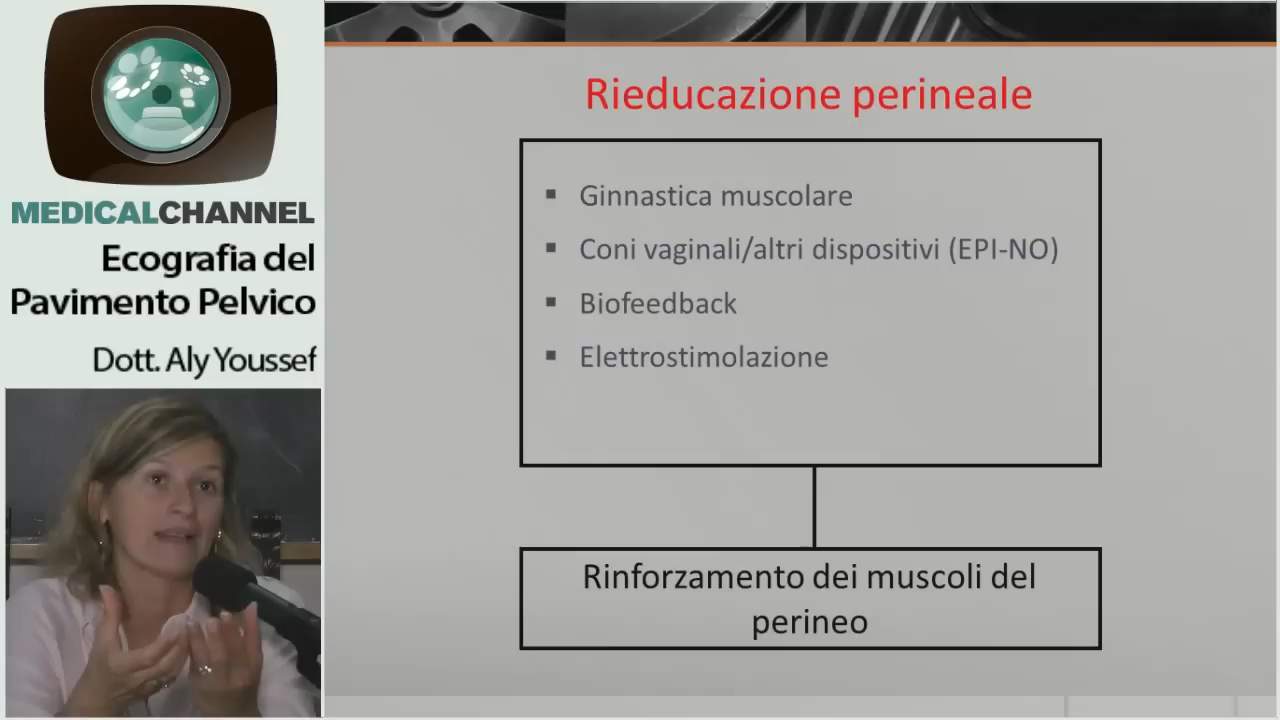 MEDICALCHANNEL
Ecografia del
Pavimento Pelvico
Dott. Aly Youssef
Rieducazione perineale
▪ Ginnastica muscolare
▪ Coni vaginali/altri dispositivi (EPI-NO)
▪ Biofeedback
▪ Elettrostimolazione
Rinforzamento dei muscoli del
perineo